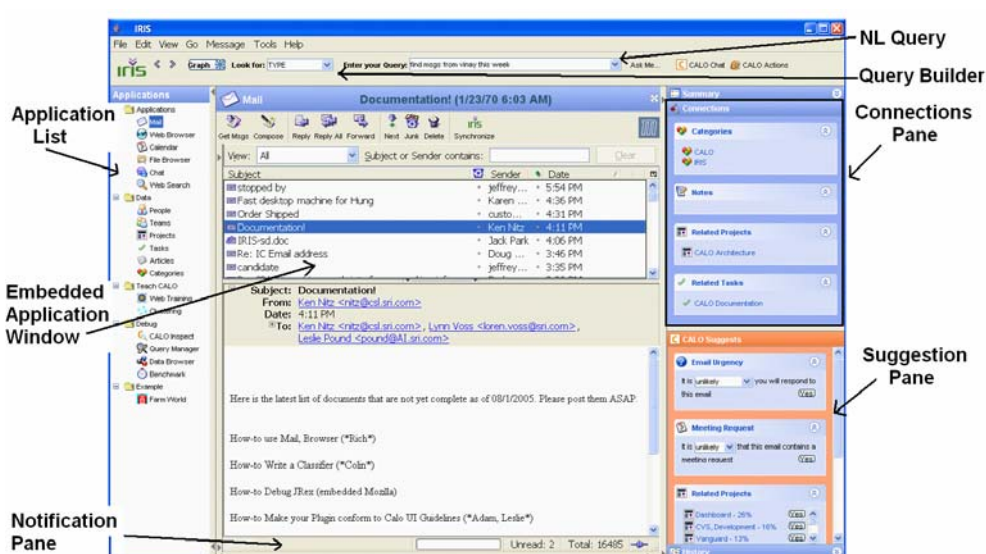 IRIS
File Edit View Go Message Tools Help
iris Graph Look for: TYPE Enter your Query: find msgs from vinay this week Ask Me... CALO Chat CALO Actions
NL Query
Query Builder
Connections Pane
Suggestion Pane
Application List
Embedded Application Window
Notification Pane
Applications
Applications
Mail
Web Browser
Calendar
File Browser
Chat
Web Search
Data
People
Teams
Projects
Tasks
Articles
Categories
Teach CALO
Web Training
Clustering
Debug
CALO Inspect
Query Manager
Data Browser
Benchmark
Example
Farm World
Mail Documentation! (1/23/70 6:03 AM)
iris
Get Msgs Compose Reply Reply All Forward Next Junk Delete Synchronize
View: All Subject or Sender contains: Clear
Subject Sender Date
stopped by jeffrey... 5:54 PM
Fast desktop machine for Hung Karen ... 4:36 PM
Order Shipped custo... 4:31 PM
Documentation! Ken Nitz 4:11 PM
IRIS-sd.doc Jack Park 4:06 PM
Re: IC Email address Doug ... 3:46 PM
candidate jeffrey... 3:35 PM
Subject: Documentation!
From: Ken Nitz <nitz@csl.sri.com>
Date: 4:11 PM
To: Ken Nitz <nitz@csl.sri.com>, Lynn Voss <loren.voss@sri.com>,
Leslie Pound <pound@AI.sri.com>
Here is the latest list of documents that are not yet complete as of 08/1/2005. Please post them ASAP.
How-to use Mail, Browser (*Rich*)
How-to Write a Classifier (*Colin*)
How-to Debug JRex (embedded Mozilla)
How-to Make your Plugin conform to Calo UI Guidelines (*Adam, Leslie*)
Unread: 2 Total: 16485
Summary
Connections
Categories
CALO
IRIS
Notes
Related Projects
CALO Architecture
Related Tasks
CALO Documentation
CALO Suggests
Email Urgency
It is unlikely you will respond to
this email Yes
Meeting Request
It is unlikely that this email contains a
meeting request Yes
Related Projects
Dashboard - 26% Yes
CVS_Development - 16% Yes
Vanguard - 13% Yes
History